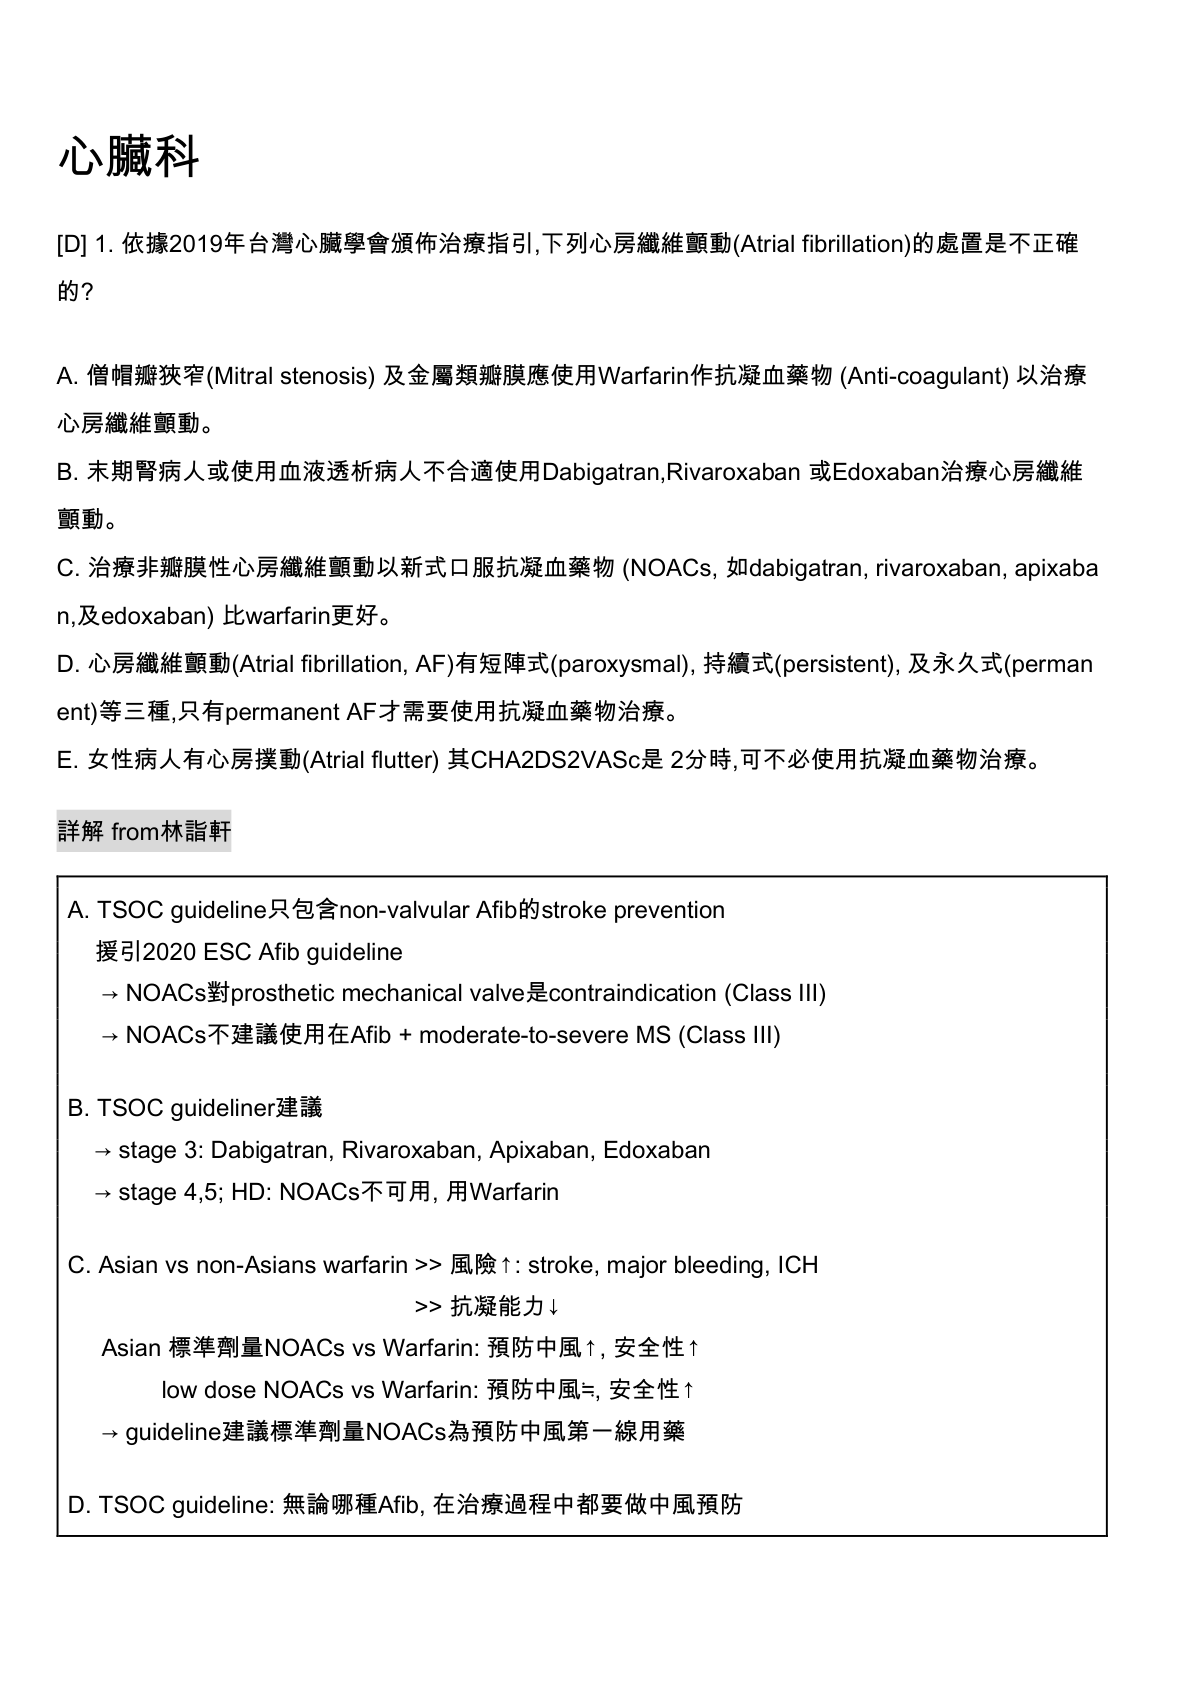 心臟科
[D] 1. 依據2019年台灣心臟學會頒佈治療指引,下列心房纖維顫動(Atrial fibrillation)的處置是不正確
的?
A. 僧帽瓣狹窄(Mitral stenosis) 及金屬類瓣膜應使用Warfarin作抗凝血藥物 (Anti-coagulant) 以治療
心房纖維顫動。
B. 末期腎病人或使用血液透析病人不合適使用Dabigatran,Rivaroxaban 或Edoxaban治療心房纖維
顫動。
C. 治療非瓣膜性心房纖維顫動以新式口服抗凝血藥物 (NOACs, 如dabigatran, rivaroxaban, apixaba
n,及edoxaban) 比warfarin更好。
D. 心房纖維顫動(Atrial fibrillation, AF)有短陣式(paroxysmal), 持續式(persistent), 及永久式(perman
ent)等三種,只有permanent AF才需要使用抗凝血藥物治療。
E. 女性病人有心房撲動(Atrial flutter) 其CHA2DS2VASc是 2分時,可不必使用抗凝血藥物治療。
詳解 from林詣軒
A. TSOC guideline只包含non-valvular Afib的stroke prevention
援引2020 ESC Afib guideline
→ NOACs對prosthetic mechanical valve是contraindication (Class III)
→ NOACs不建議使用在Afib + moderate-to-severe MS (Class III)
B. TSOC guideliner建議
→ stage 3: Dabigatran, Rivaroxaban, Apixaban, Edoxaban
→ stage 4,5; HD: NOACs不可用, 用Warfarin
C. Asian vs non-Asians warfarin >> 風險↑: stroke, major bleeding, ICH
>> 抗凝能力↓
Asian 標準劑量NOACs vs Warfarin: 預防中風↑, 安全性↑
low dose NOACs vs Warfarin: 預防中風≒, 安全性↑
→ guideline建議標準劑量NOACs為預防中風第一線用藥
D. TSOC guideline: 無論哪種Afib, 在治療過程中都要做中風預防